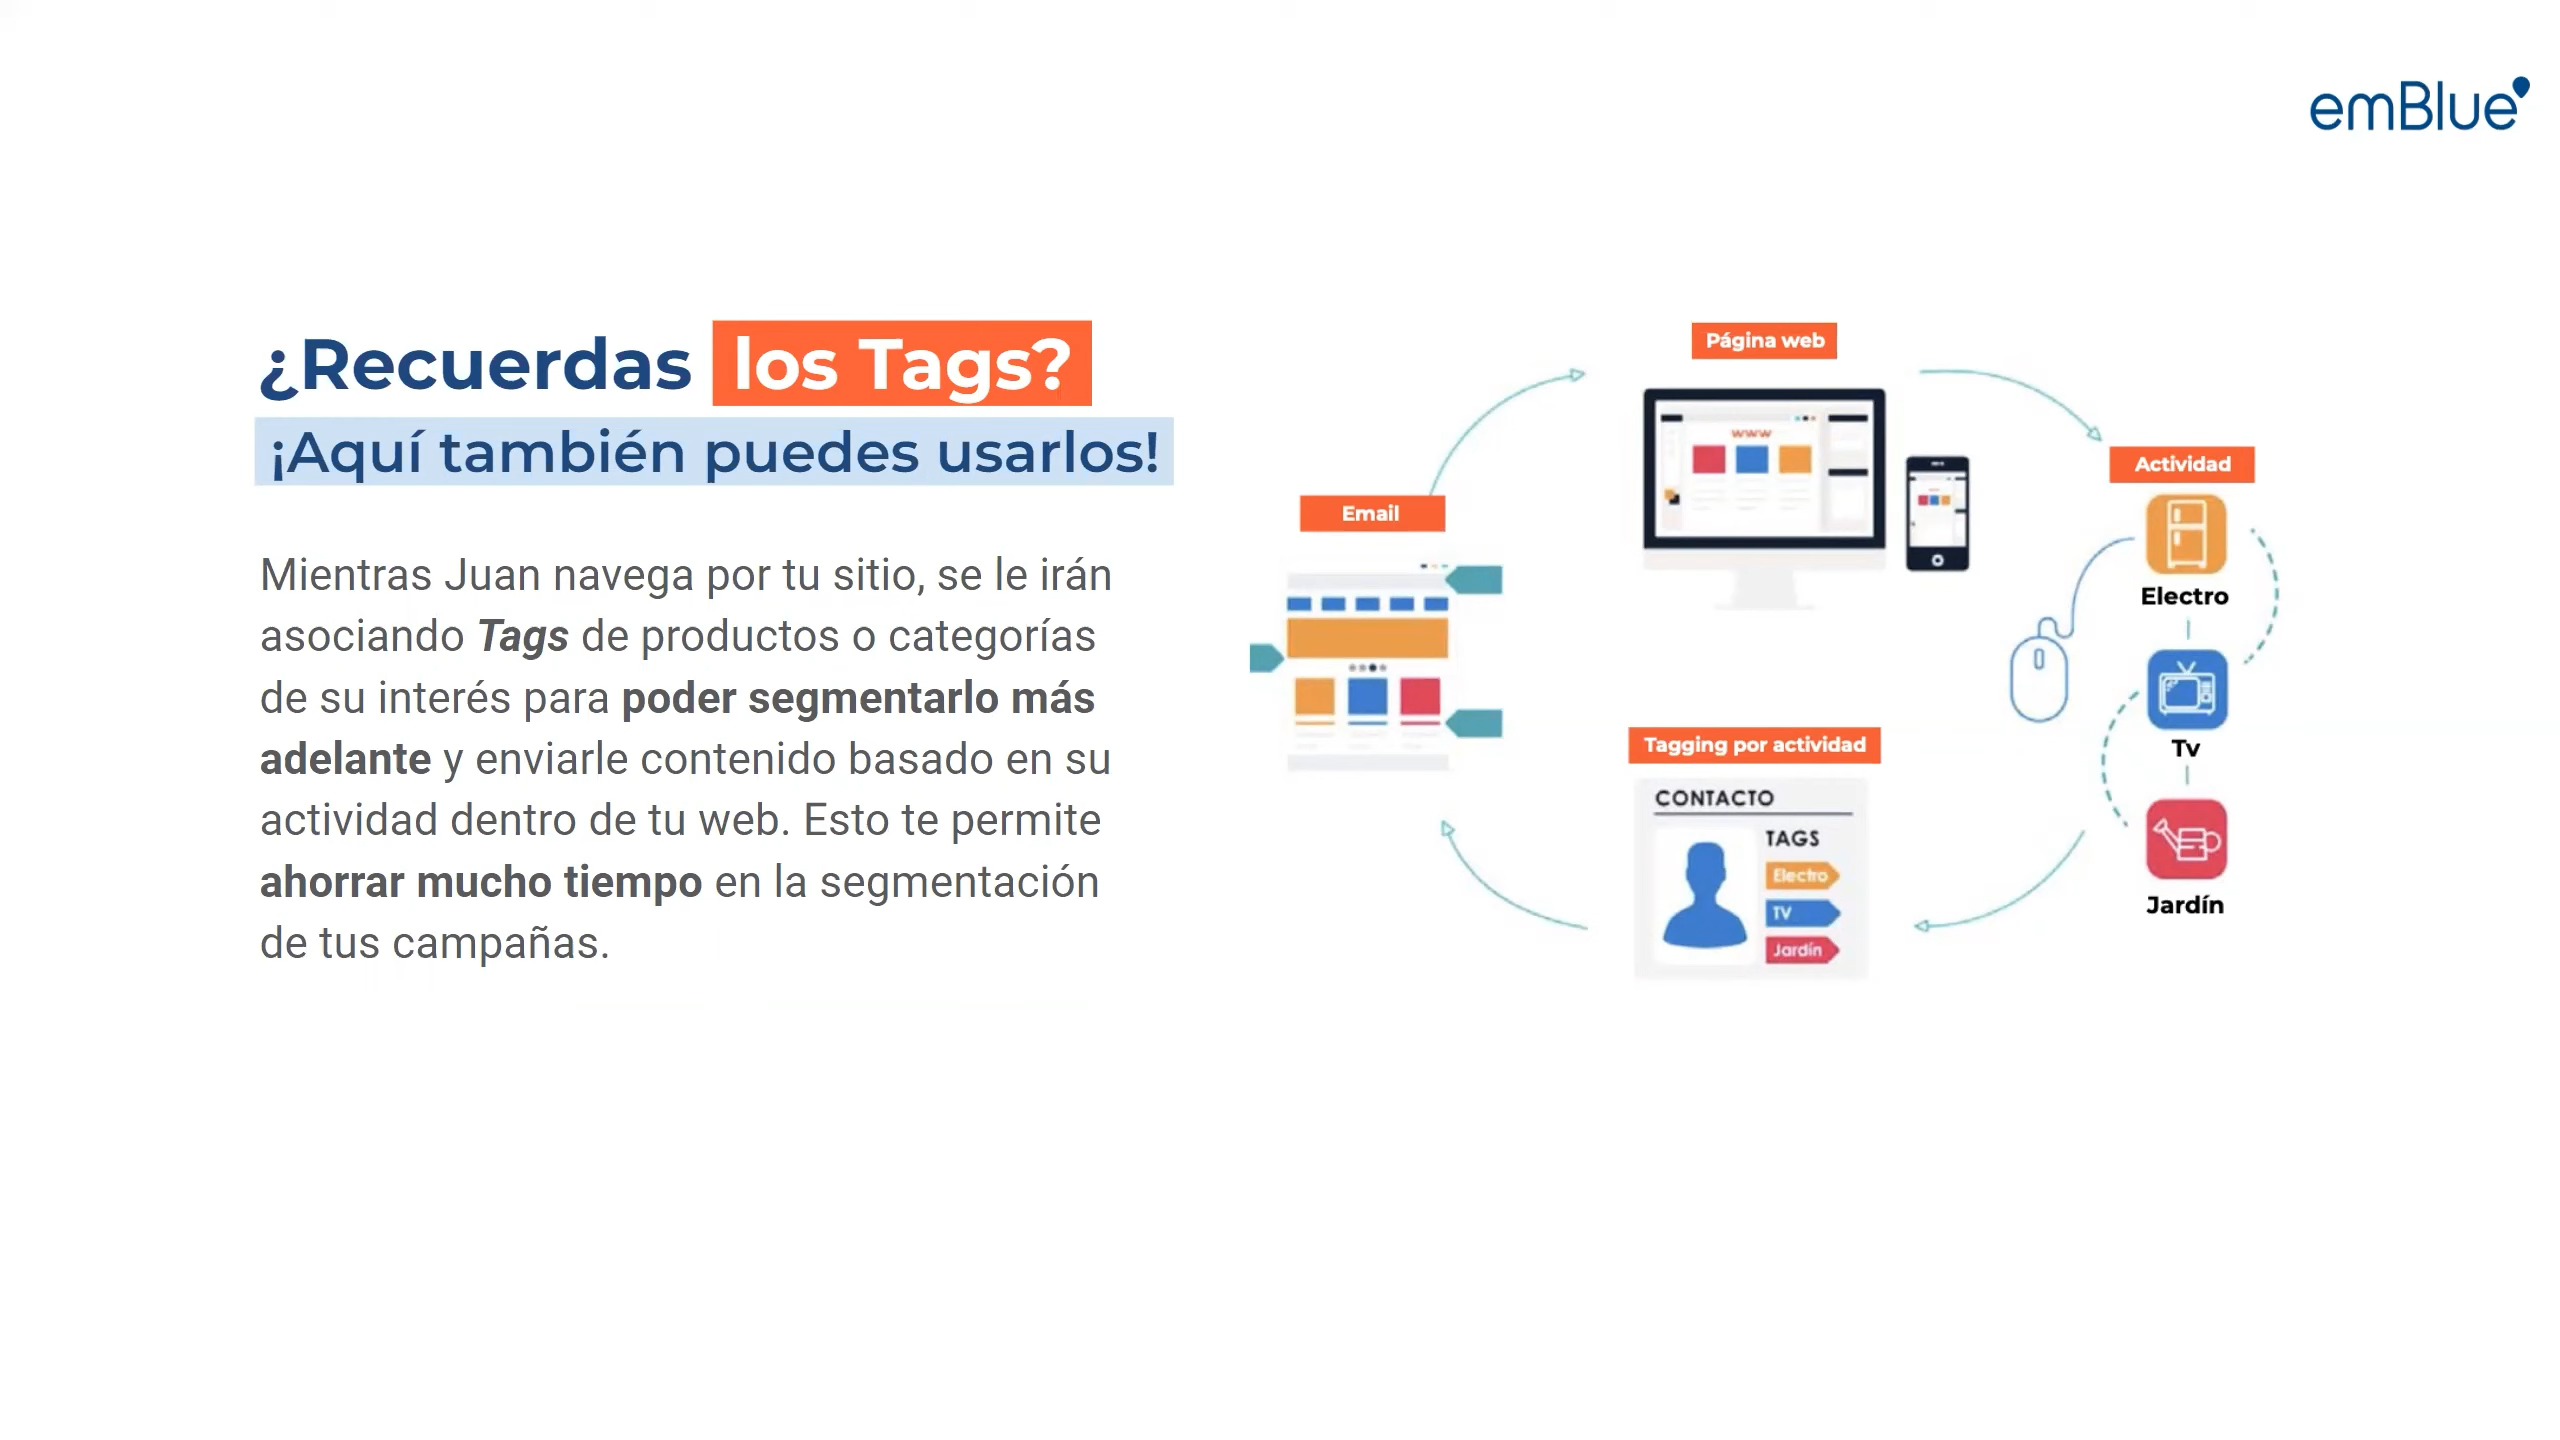 emBlue
¿Recuerdas los Tags?
¡Aquí también puedes usarlos!
Mientras Juan navega por tu sitio, se le irán
asociando Tags de productos o categorías
de su interés para poder segmentarlo más
adelante y enviarle contenido basado en su
actividad dentro de tu web. Esto te permite
ahorrar mucho tiempo en la segmentación
de tus campañas.
Página web
www
Actividad
Email
Electro
Tv
Jardín
Tagging por actividad
CONTACTO
TAGS
Electro
TV
Jardín